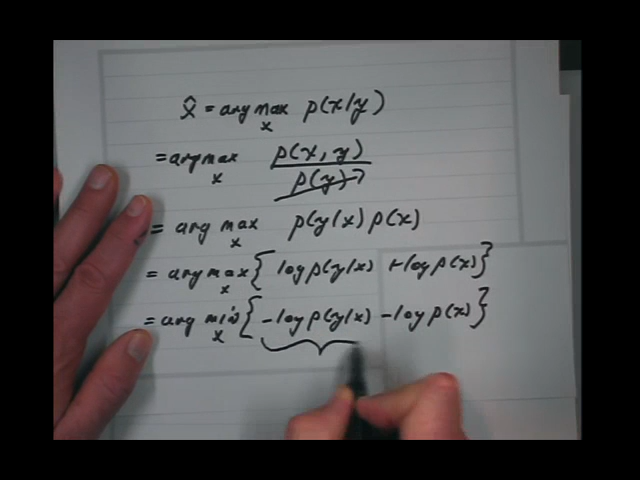 x̂ = arg max x p(x|y)
= arg max x p(x, y) / p(y)
= arg max x p(y|x) p(x)
= arg max x { log p(y|x) + log p(x) }
= arg min x { -log p(y|x) - log p(x) }